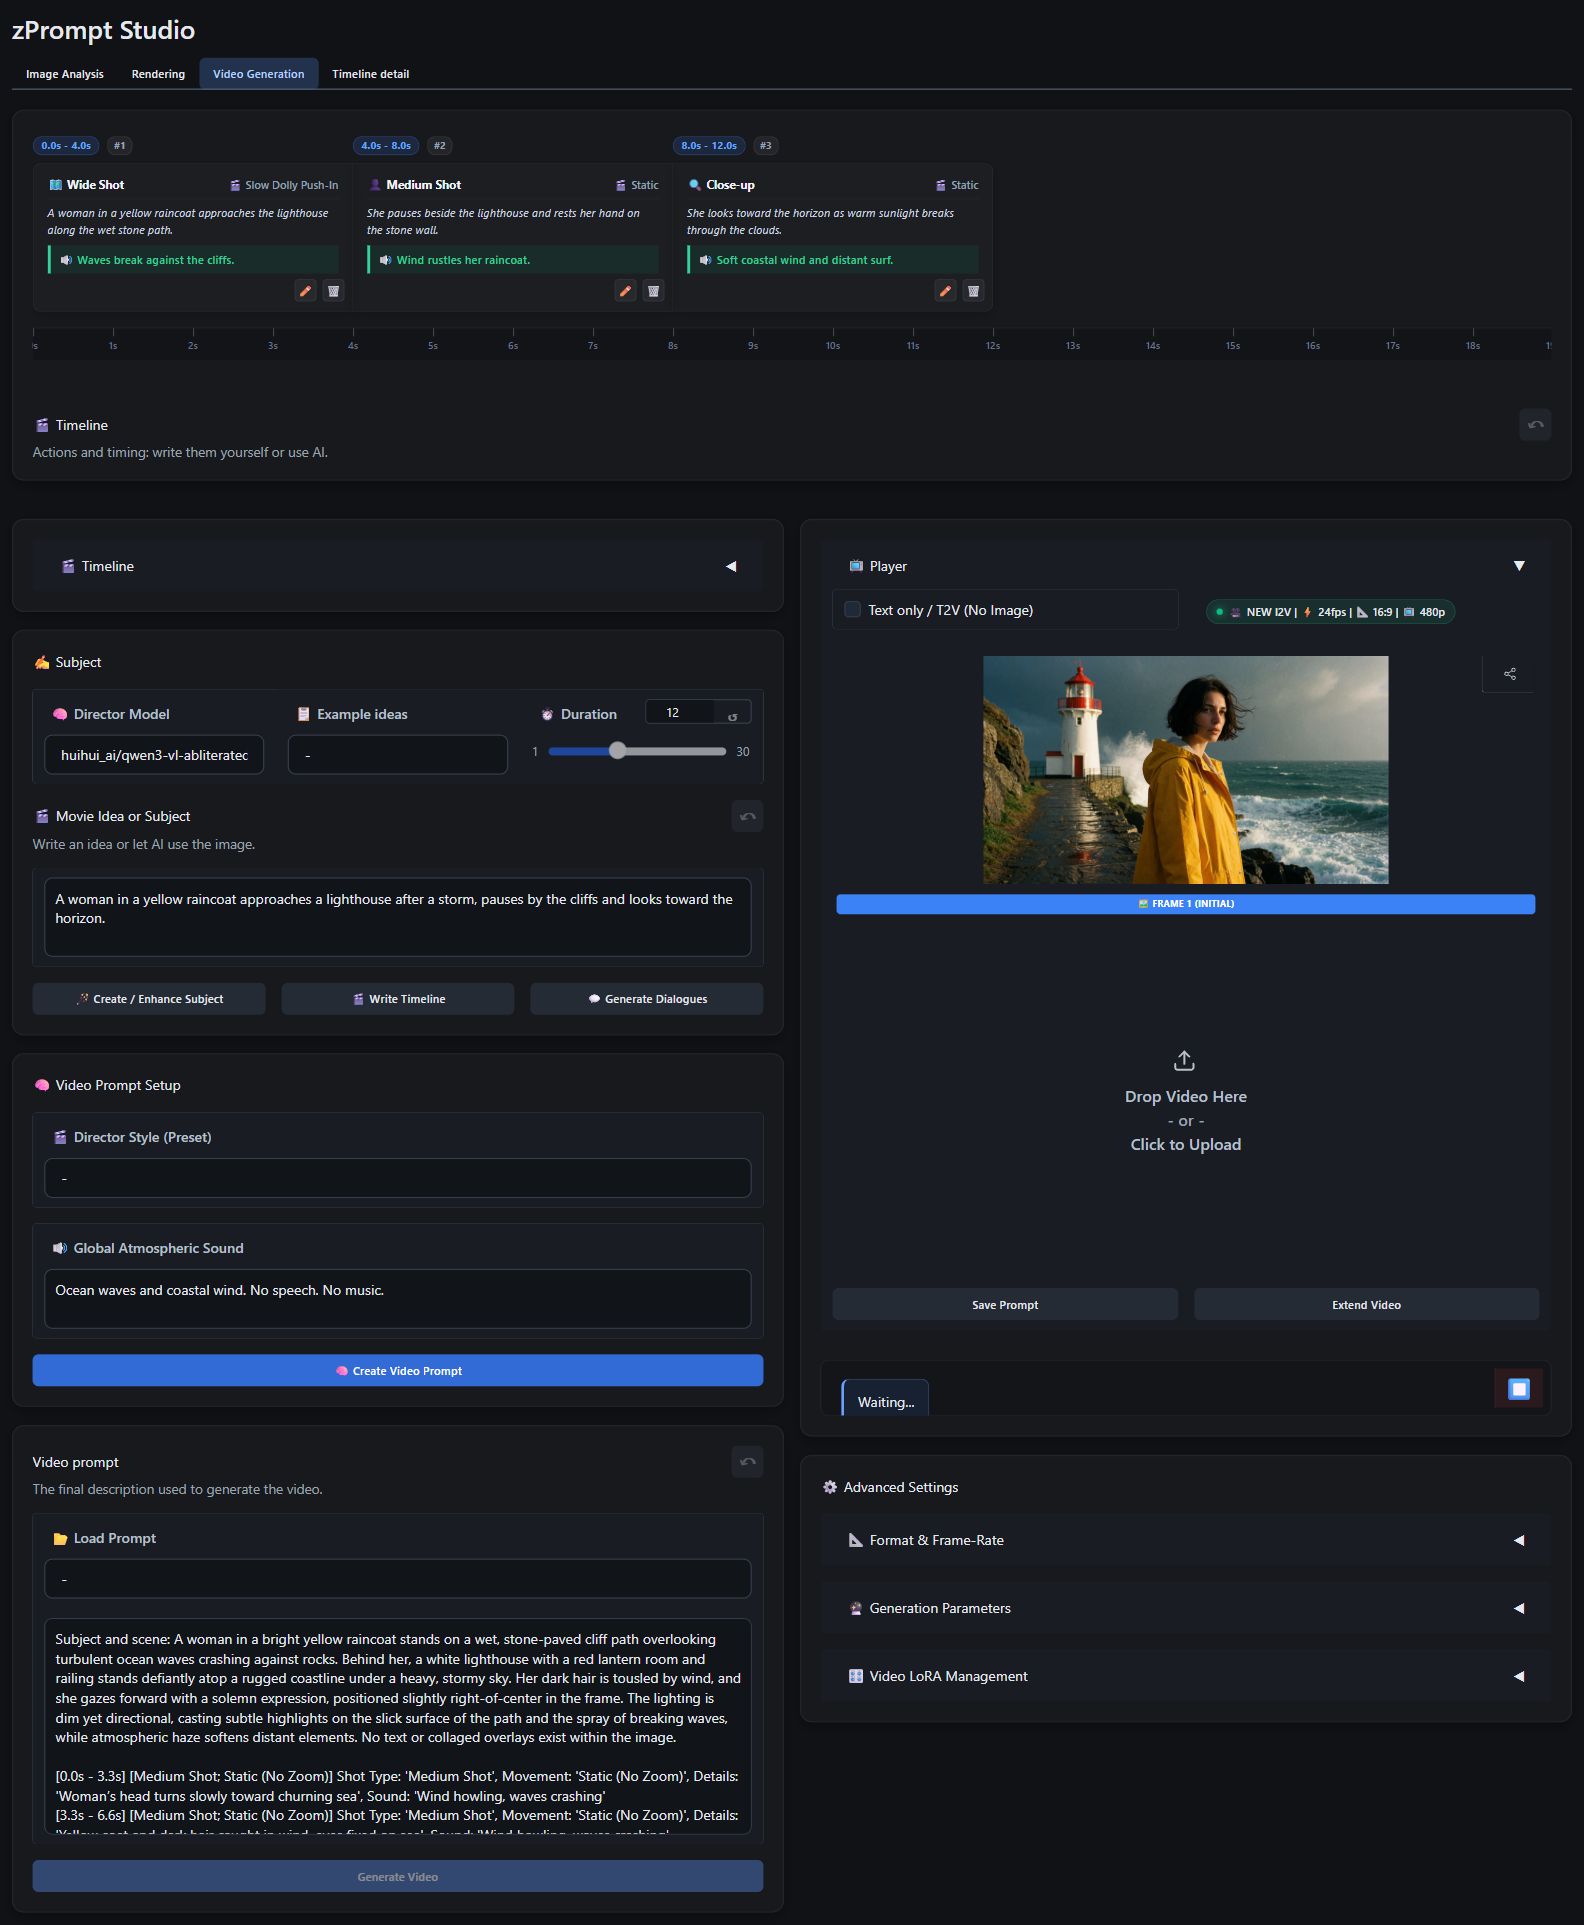 zPrompt Studio
Image Analysis
Rendering
Video Generation
Timeline detail
0.0s - 4.0s
#1
4.0s - 8.0s
#2
8.0s - 12.0s
#3
Wide Shot
Slow Dolly Push-In
A woman in a yellow raincoat approaches the lighthouse
along the wet stone path.
Waves break against the cliffs.
Medium Shot
Static
She pauses beside the lighthouse and rests her hand on
the stone wall.
Wind rustles her raincoat.
Close-up
Static
She looks toward the horizon as warm sunlight breaks
through the clouds.
Soft coastal wind and distant surf.
1s
2s
3s
4s
5s
6s
7s
8s
9s
10s
11s
12s
13s
14s
15s
16s
17s
18s
Timeline
Actions and timing: write them yourself or use AI.
Timeline
Subject
Director Model
Example ideas
Duration
12
huihui_ai/qwen3-vl-abliteratec
-
1
30
Movie Idea or Subject
Write an idea or let AI use the image.
A woman in a yellow raincoat approaches a lighthouse after a storm, pauses by the cliffs and looks toward the
horizon.
Create / Enhance Subject
Write Timeline
Generate Dialogues
Video Prompt Setup
Director Style (Preset)
-
Global Atmospheric Sound
Ocean waves and coastal wind. No speech. No music.
Create Video Prompt
Video prompt
The final description used to generate the video.
Load Prompt
-
Subject and scene: A woman in a bright yellow raincoat stands on a wet, stone-paved cliff path overlooking
turbulent ocean waves crashing against rocks. Behind her, a white lighthouse with a red lantern room and
railing stands defiantly atop a rugged coastline under a heavy, stormy sky. Her dark hair is tousled by wind, and
she gazes forward with a solemn expression, positioned slightly right-of-center in the frame. The lighting is
dim yet directional, casting subtle highlights on the slick surface of the path and the spray of breaking waves,
while atmospheric haze softens distant elements. No text or collaged overlays exist within the image.
[0.0s - 3.3s] [Medium Shot; Static (No Zoom)] Shot Type: 'Medium Shot', Movement: 'Static (No Zoom)', Details:
'Woman's head turns slowly toward churning sea', Sound: 'Wind howling, waves crashing'
[3.3s - 6.6s] [Medium Shot; Static (No Zoom)] Shot Type: 'Medium Shot', Movement: 'Static (No Zoom)', Details:
Generate Video
Player
Text only / T2V (No Image)
NEW I2V | 24fps | 16:9 | 480p
FRAME 1 (INITIAL)
Drop Video Here
- or -
Click to Upload
Save Prompt
Extend Video
Waiting...
Advanced Settings
Format & Frame-Rate
Generation Parameters
Video LoRA Management